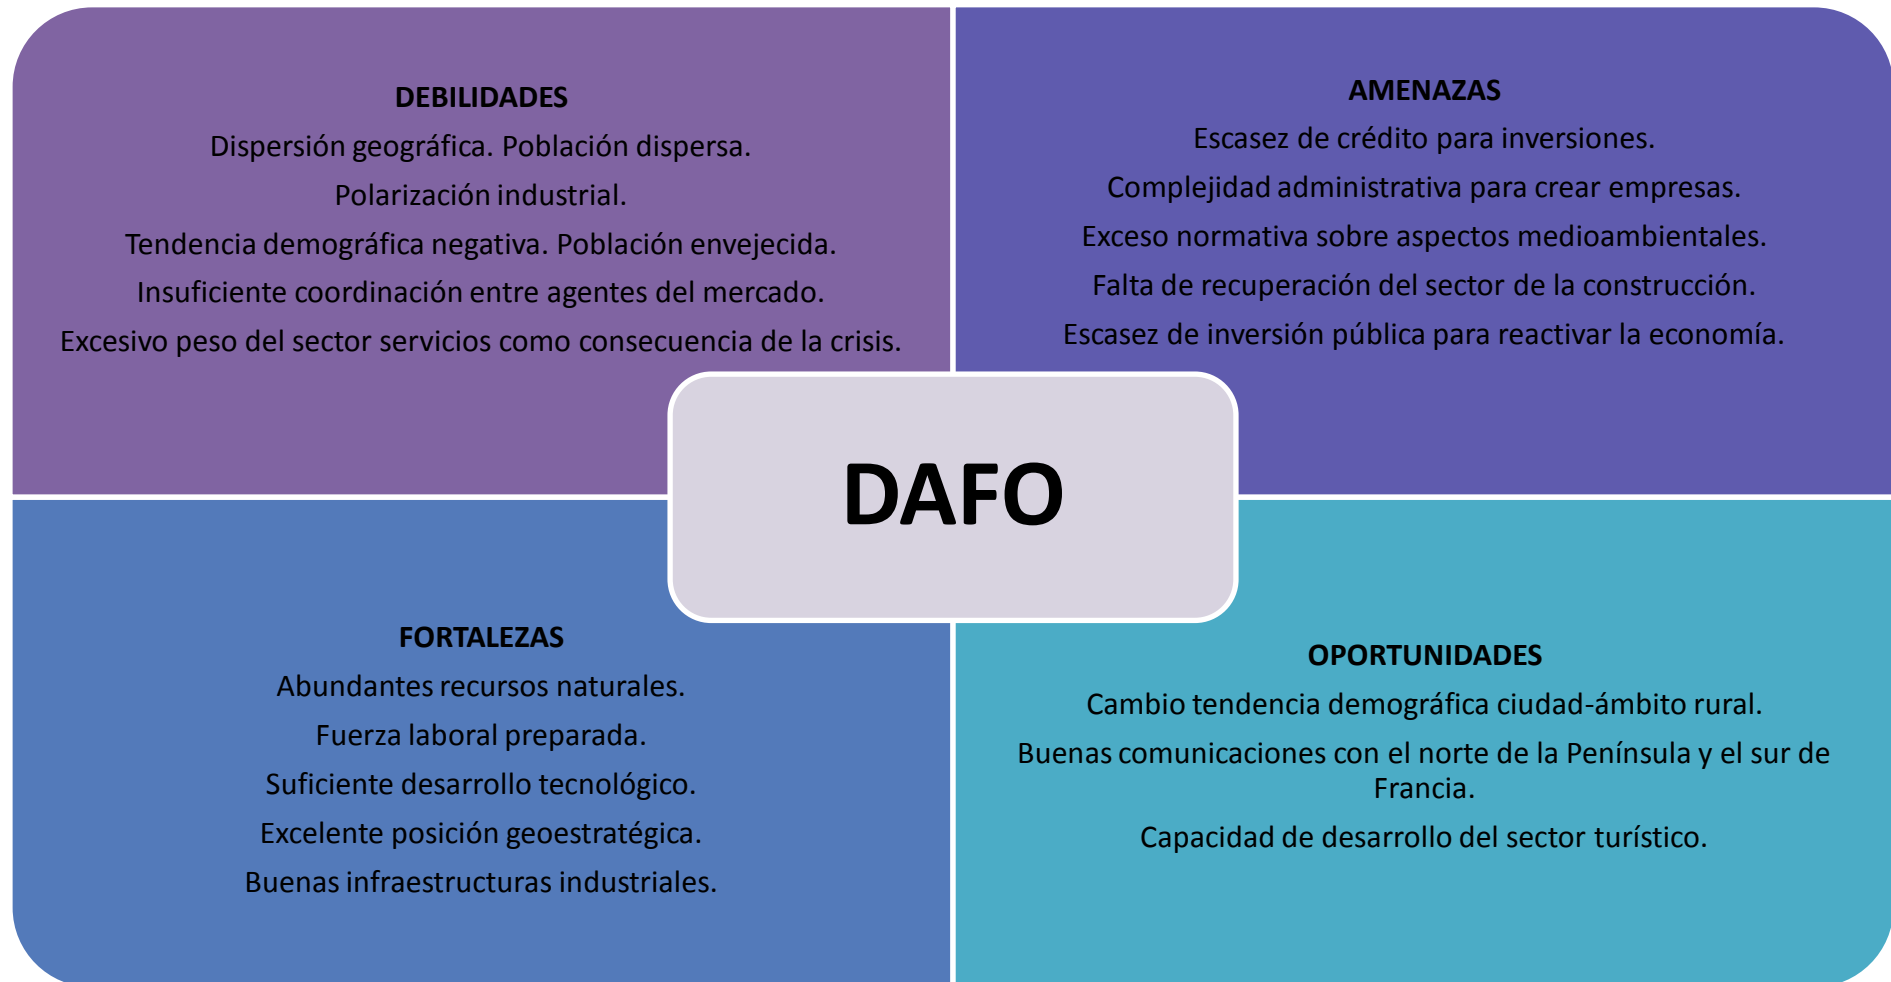 DEBILIDADES
Dispersión geográfica. Población dispersa.
Polarización industrial.
Tendencia demográfica negativa. Población envejecida.
Insuficiente coordinación entre agentes del mercado.
Excesivo peso del sector servicios como consecuencia de la crisis.
AMENAZAS
Escasez de crédito para inversiones.
Complejidad administrativa para crear empresas.
Exceso normativa sobre aspectos medioambientales.
Falta de recuperación del sector de la construcción.
Escasez de inversión pública para reactivar la economía.
DAFO
FORTALEZAS
Abundantes recursos naturales.
Fuerza laboral preparada.
Suficiente desarrollo tecnológico.
Excelente posición geoestratégica.
Buenas infraestructuras industriales.
OPORTUNIDADES
Cambio tendencia demográfica ciudad-ámbito rural.
Buenas comunicaciones con el norte de la Península y el sur de
Francia.
Capacidad de desarrollo del sector turístico.